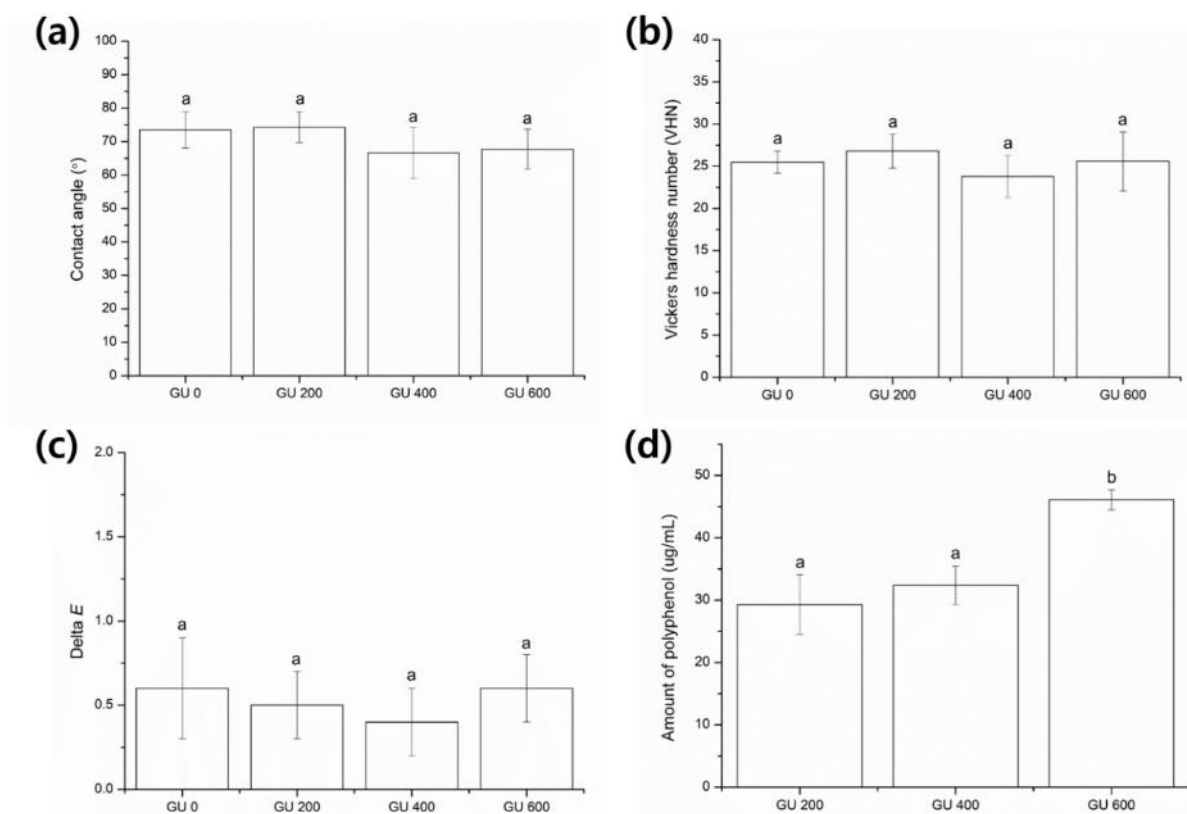 (a)
Contact angle (°)
100
90
80
70
60
50
40
30
20
10
0
a
a
a
a
GU 0
GU 200
GU 400
GU 600
(b)
Vickers hardness number (VHN)
40
35
30
25
20
15
10
5
0
a
a
a
a
GU 0
GU 200
GU 400
GU 600
(c)
Delta E
2.0
1.5
1.0
0.5
0.0
a
a
a
a
GU 0
GU 200
GU 400
GU 600
(d)
Amount of polyphenol (ug/mL)
50
40
30
20
10
0
a
a
b
GU 200
GU 400
GU 600